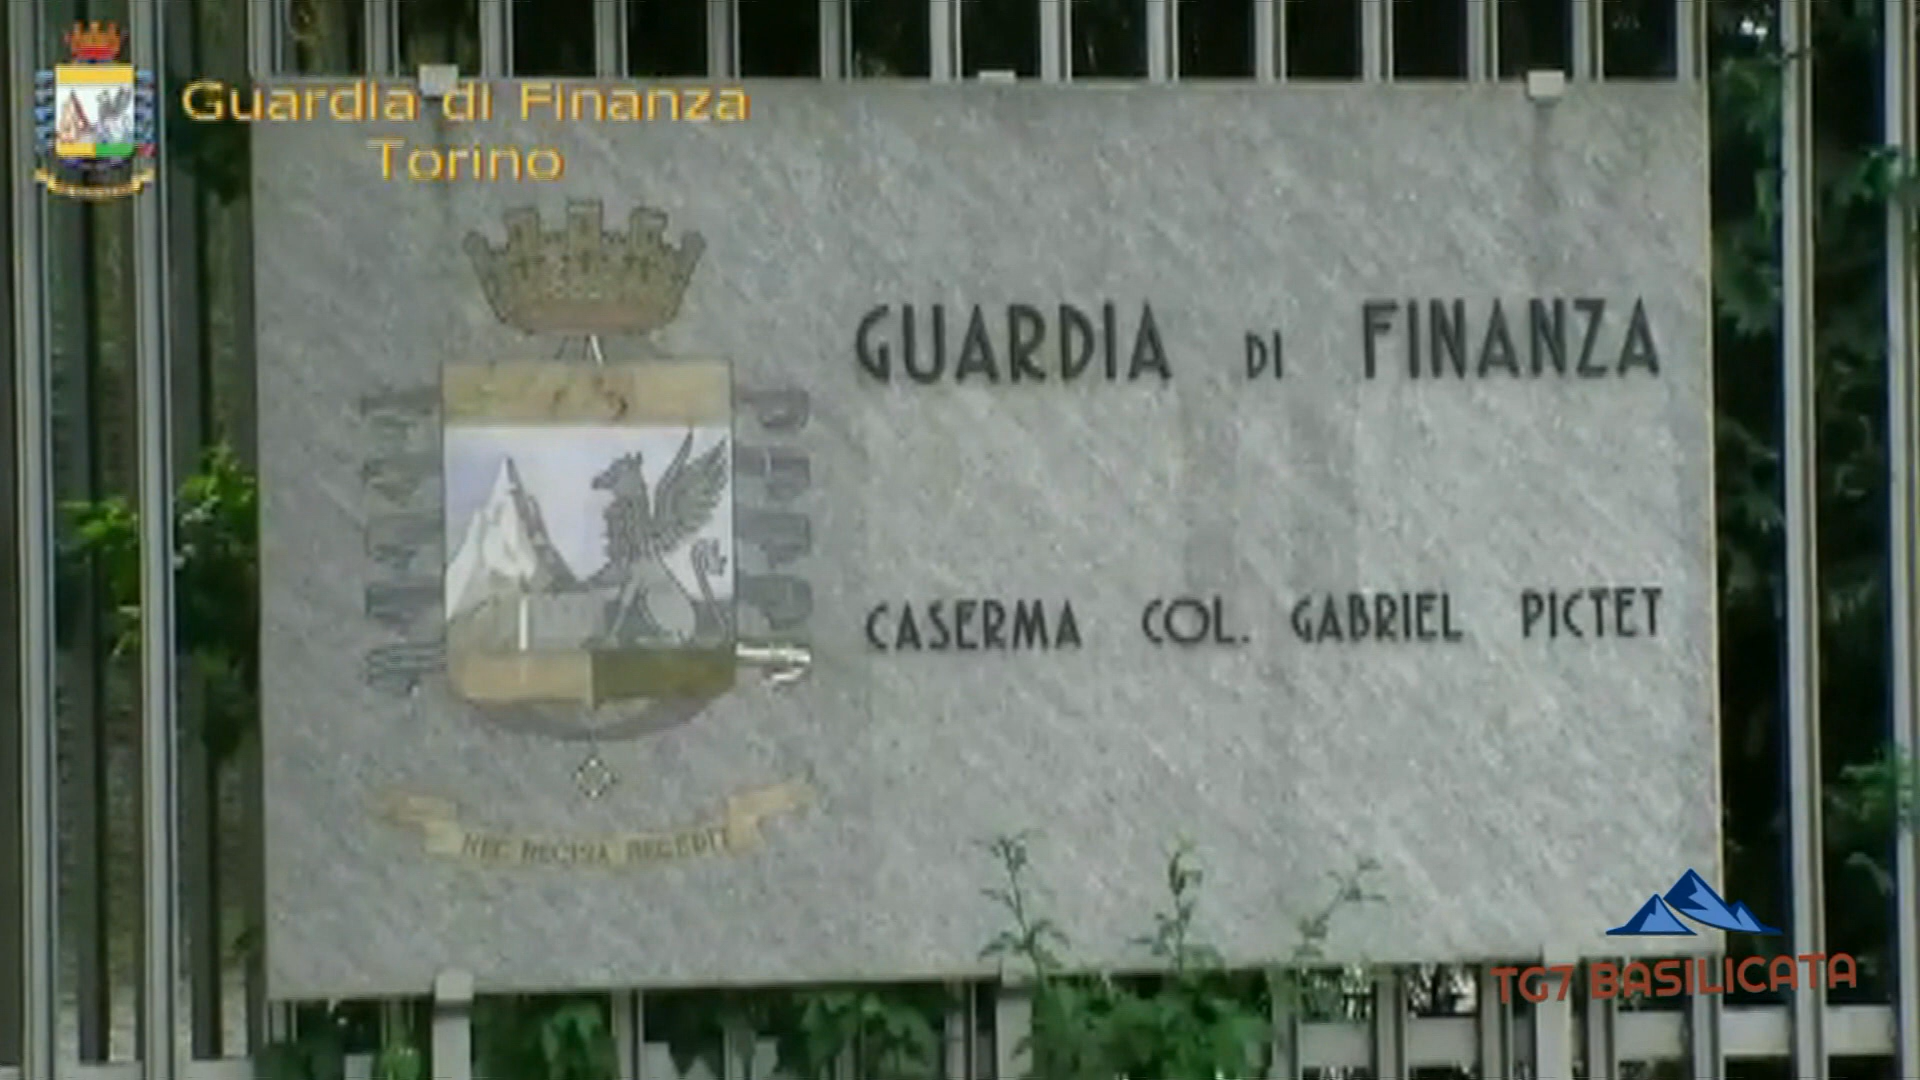 Guardia di Finanza
Torino
GUARDIA DI FINANZA
CASERMA COL. GABRIEL PICTET
NEC RECISA RECEDIT
TG7 BASILICATA